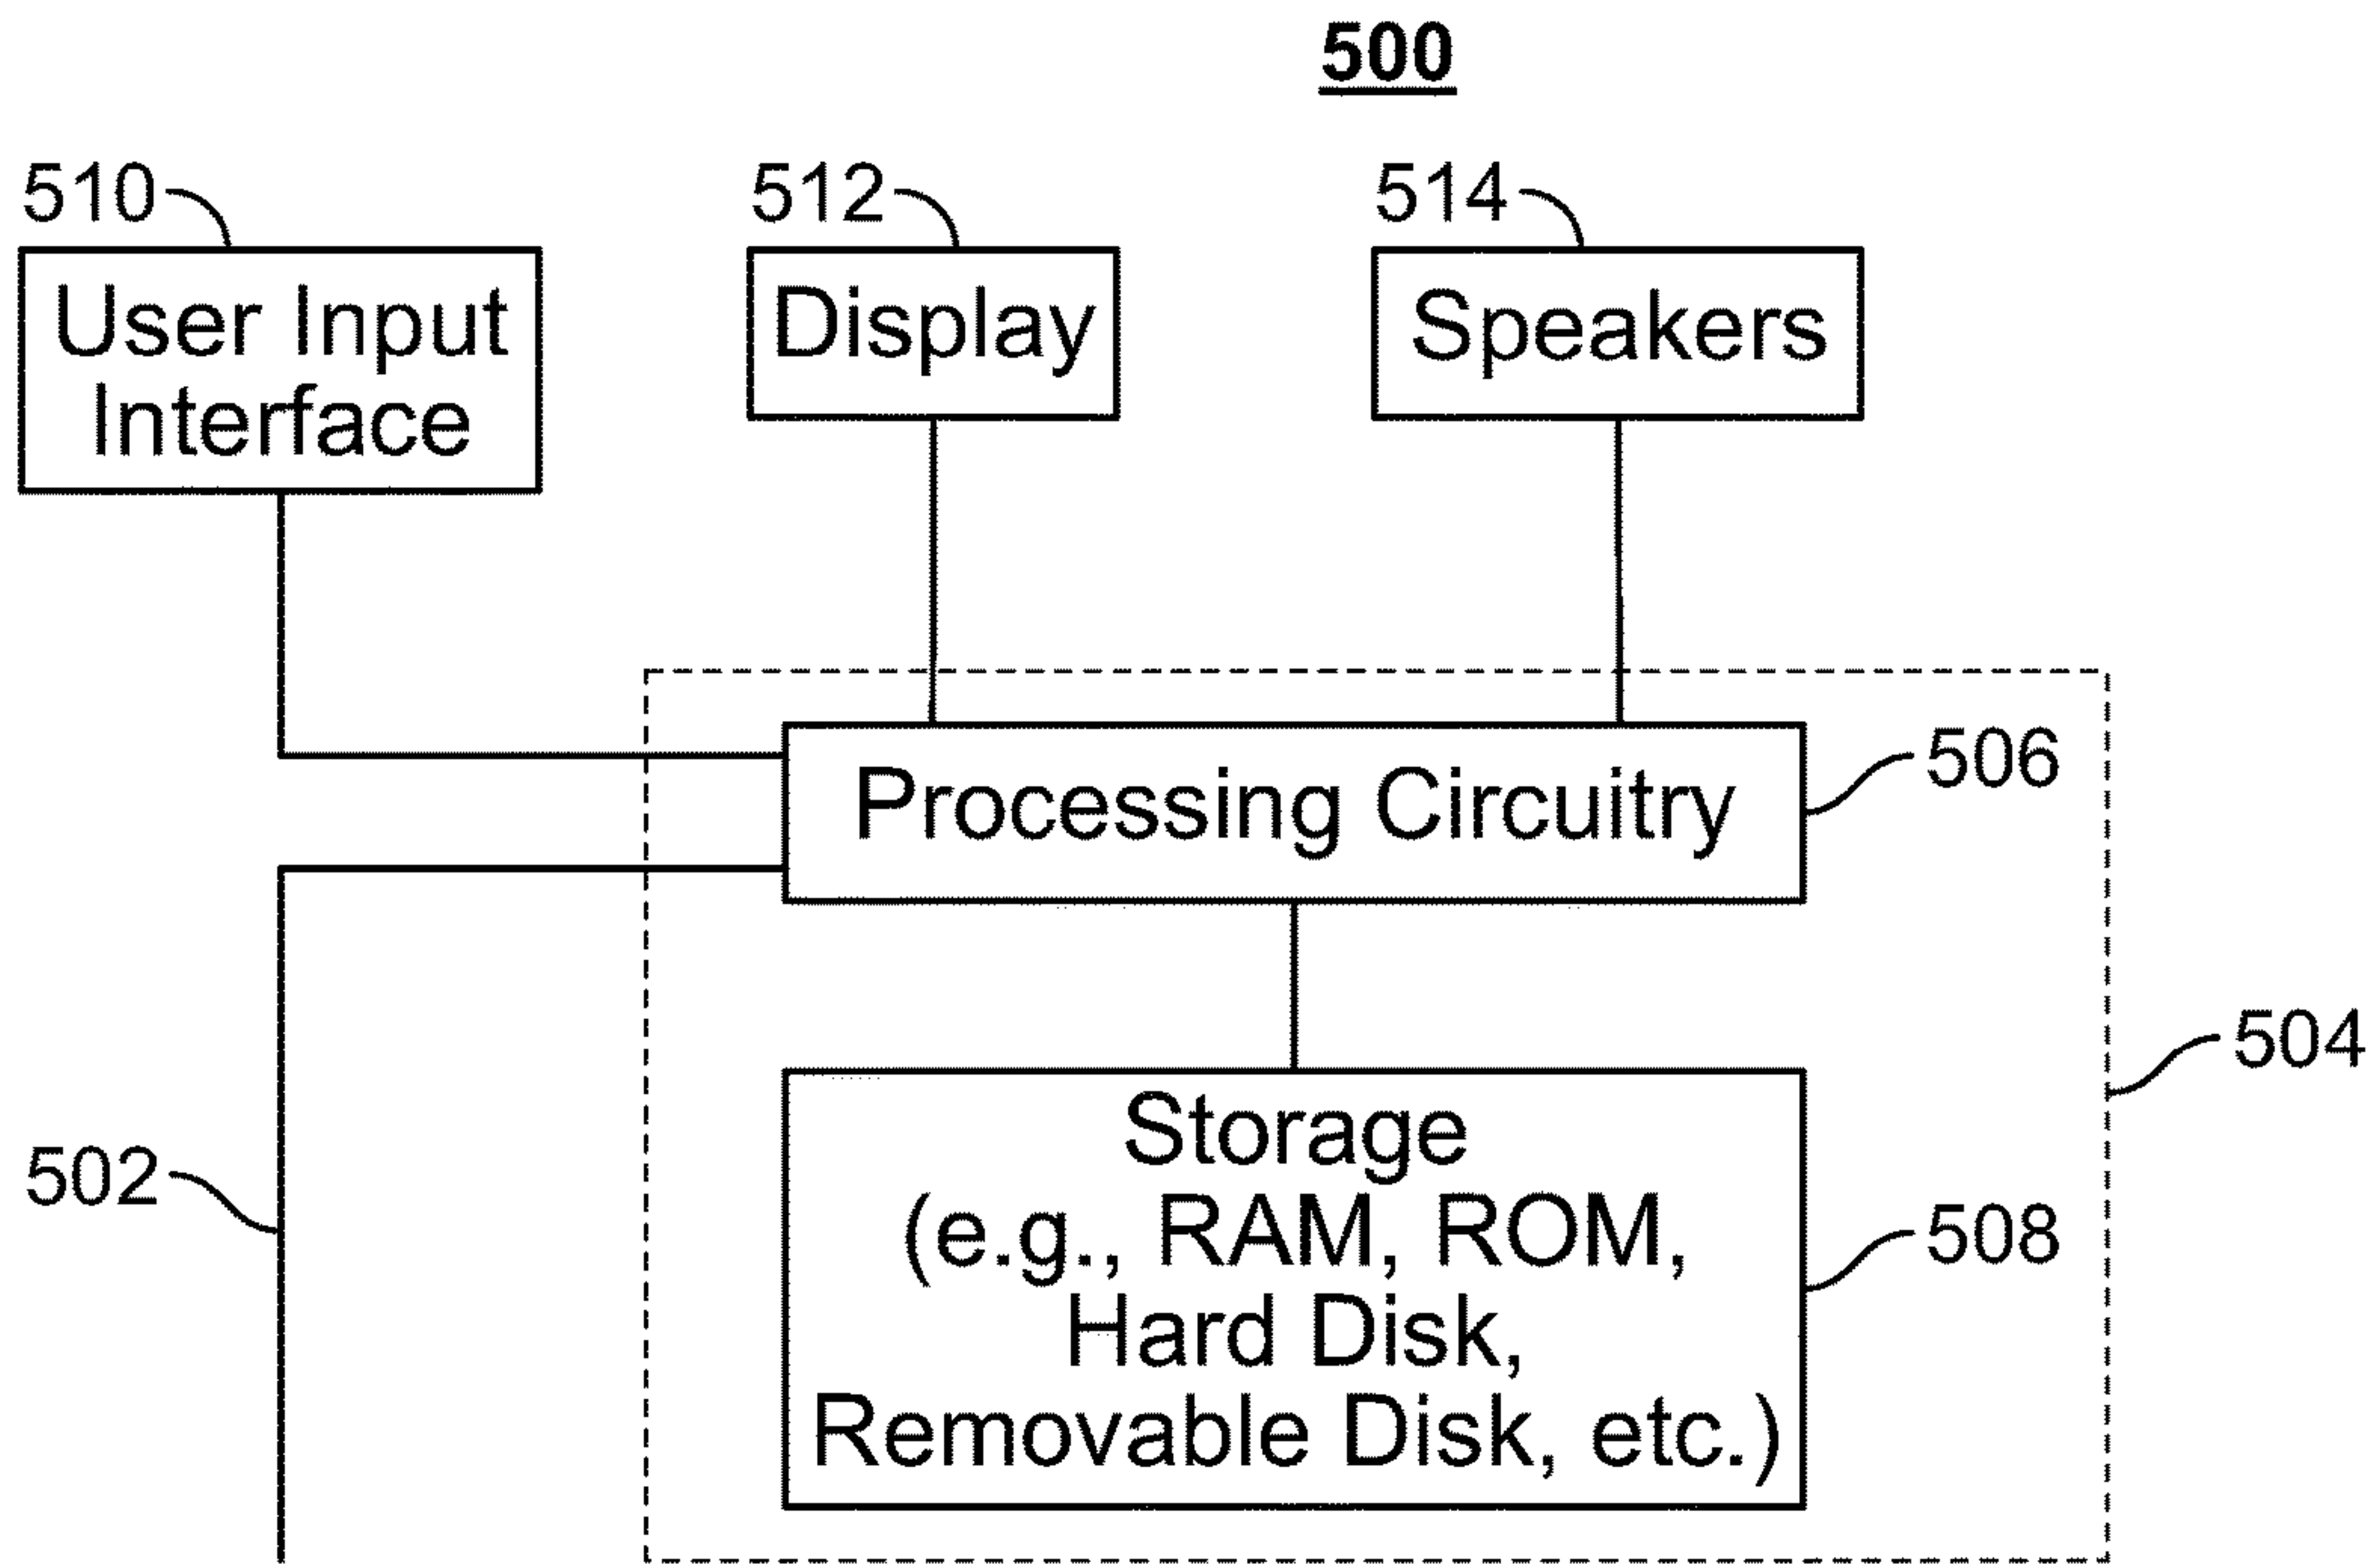 500
510
512
514
User Input
Interface
Display
Speakers
Processing Circuitry
506
504
502
Storage
(e.g., RAM, ROM,
Hard Disk,
Removable Disk, etc.)
508